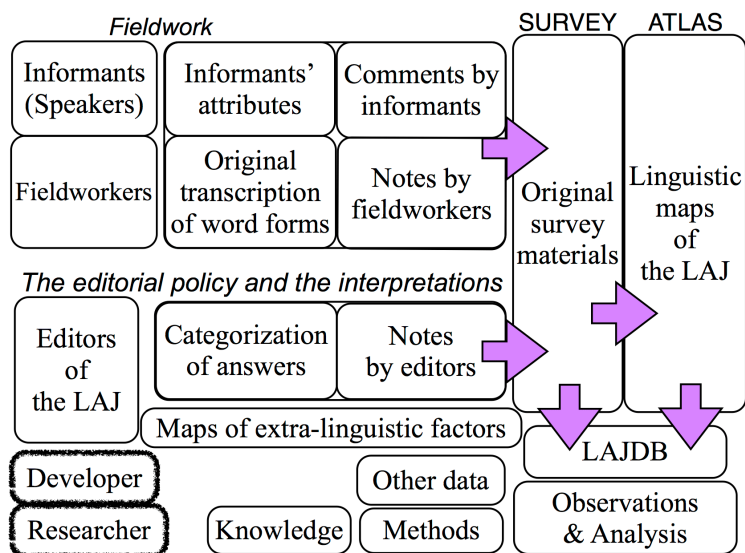 Fieldwork
SURVEY
ATLAS
Informants
(Speakers)
Informants’
attributes
Comments by
informants
Fieldworkers
Original
transcription
of word forms
Notes by
fieldworkers
Original
survey
materials
Linguistic
maps
of
the LAJ
The editorial policy and the interpretations
Editors
of
the LAJ
Categorization
of answers
Notes
by editors
Maps of extra-linguistic factors
LAJDB
Developer
Other data
Researcher
Knowledge
Methods
Observations
& Analysis